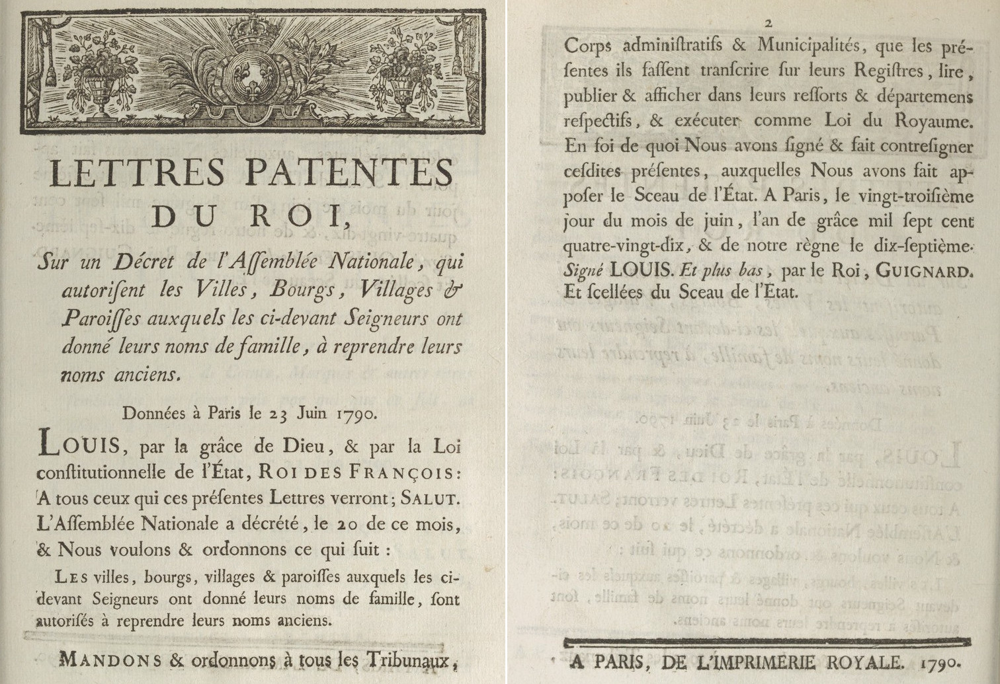 LETTRES PATENTES
DU ROI,
Sur un Décret de l'Aſſemblée Nationale, qui
autoriſent les Villes, Bourgs, Villages &
Paroiſſes auxquels les ci-devant Seigneurs ont
donné leurs noms de famille, à reprendre leurs
noms anciens.
Données à Paris le 23 Juin 1790.
LOUIS, par la grâce de Dieu, & par la Loi
conſtitutionnelle de l'État, ROI DES FRANÇOIS:
A tous ceux qui ces préſentes Lettres verront; SALUT.
L'Aſſemblée Nationale a décrété, le 20 de ce mois,
& Nous voulons & ordonnons ce qui ſuit :
LES villes, bourgs, villages & paroiſſes auxquels les ci-
devant Seigneurs ont donné leurs noms de famille, ſont
autoriſés à reprendre leurs noms anciens.
MANDONS & ordonnons à tous les Tribunaux,
2
Corps adminiſtratifs & Municipalités, que les pré-
ſentes ils faſſent tranſcrire ſur leurs Regiſtres, lire,
publier & afficher dans leurs reſſorts & départemens
reſpectifs, & exécuter comme Loi du Royaume.
En foi de quoi Nous avons ſigné & fait contreſigner
ceſdites préſentes, auxquelles Nous avons fait ap-
poſer le Sceau de l'État. A Paris, le vingt-troiſième
jour du mois de juin, l'an de grâce mil ſept cent
quatre-vingt-dix, & de notre règne le dix-ſeptième.
Signé LOUIS. Et plus bas, par le Roi, GUIGNARD.
Et ſcellées du Sceau de l'État.
A PARIS, DE L'IMPRIMERIE ROYALE. 1790.